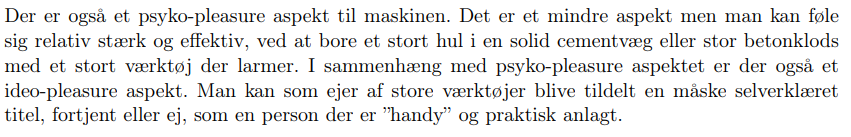 Der er også et psyko-pleasure aspekt til maskinen. Det er et mindre aspekt men man kan føle
sig relativ stærk og effektiv, ved at bore et stort hul i en solid cementvæg eller stor betonklods
med et stort værktøj der larmer. I sammenhæng med psyko-pleasure aspektet er der også et
ideo-pleasure aspekt. Man kan som ejer af store værktøjer blive tildelt en måske selverklæret
titel, fortjent eller ej, som en person der er ”handy” og praktisk anlagt.